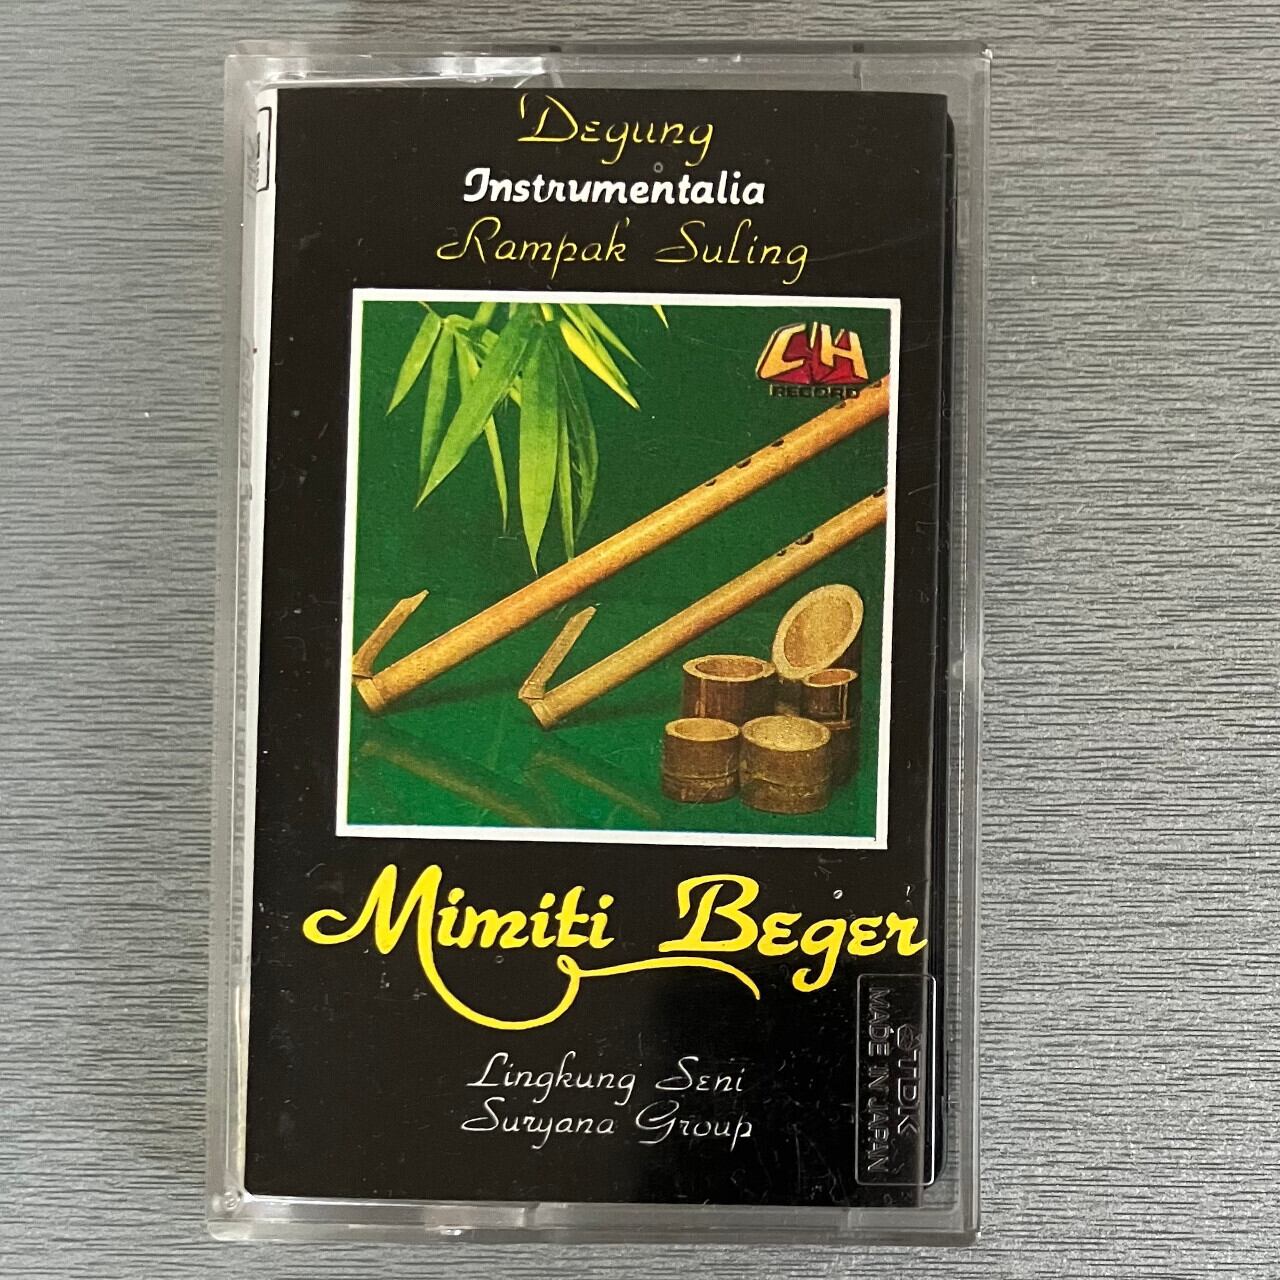 Degung
Instrumentalia
Rampak Suling
CH
RECORD
Mimiti Beger
Lingkung Seni
Suryana Group
TDK
MADE IN JAPAN